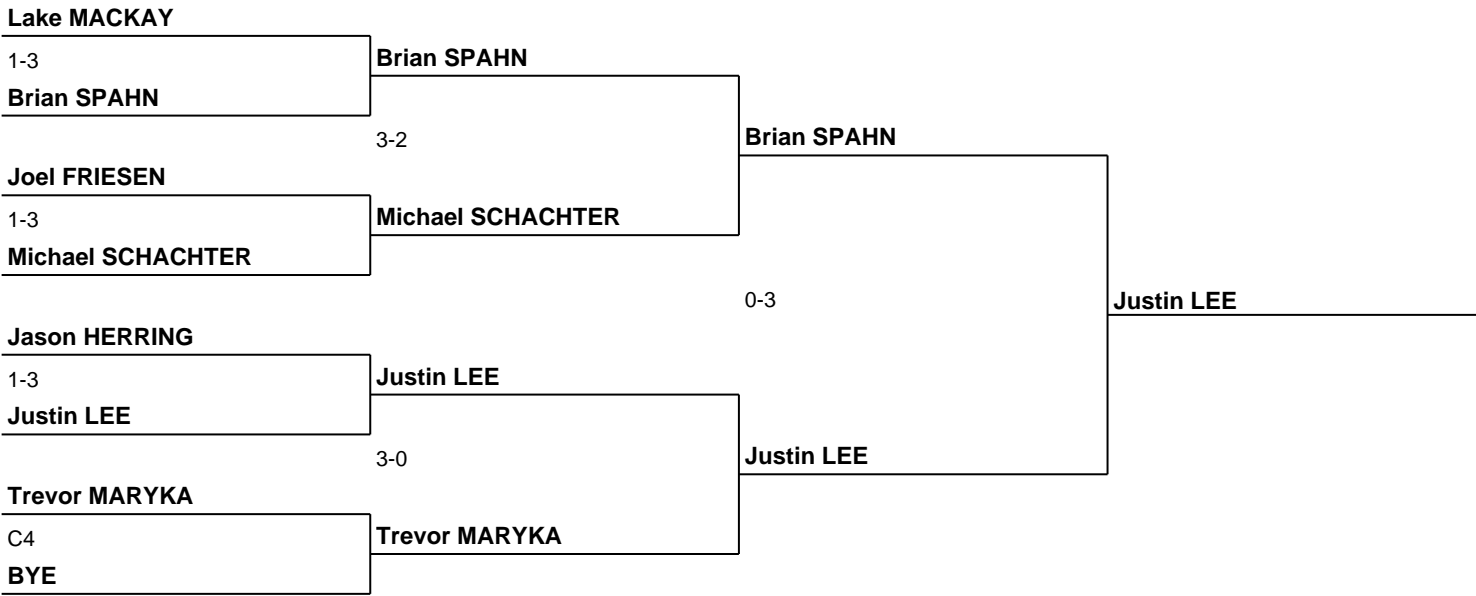 Lake MACKAY
1-3
Brian SPAHN
Brian SPAHN
3-2
Brian SPAHN
Joel FRIESEN
1-3
Michael SCHACHTER
Michael SCHACHTER
0-3
Justin LEE
Jason HERRING
1-3
Justin LEE
Justin LEE
3-0
Justin LEE
Trevor MARYKA
C4
Trevor MARYKA
BYE